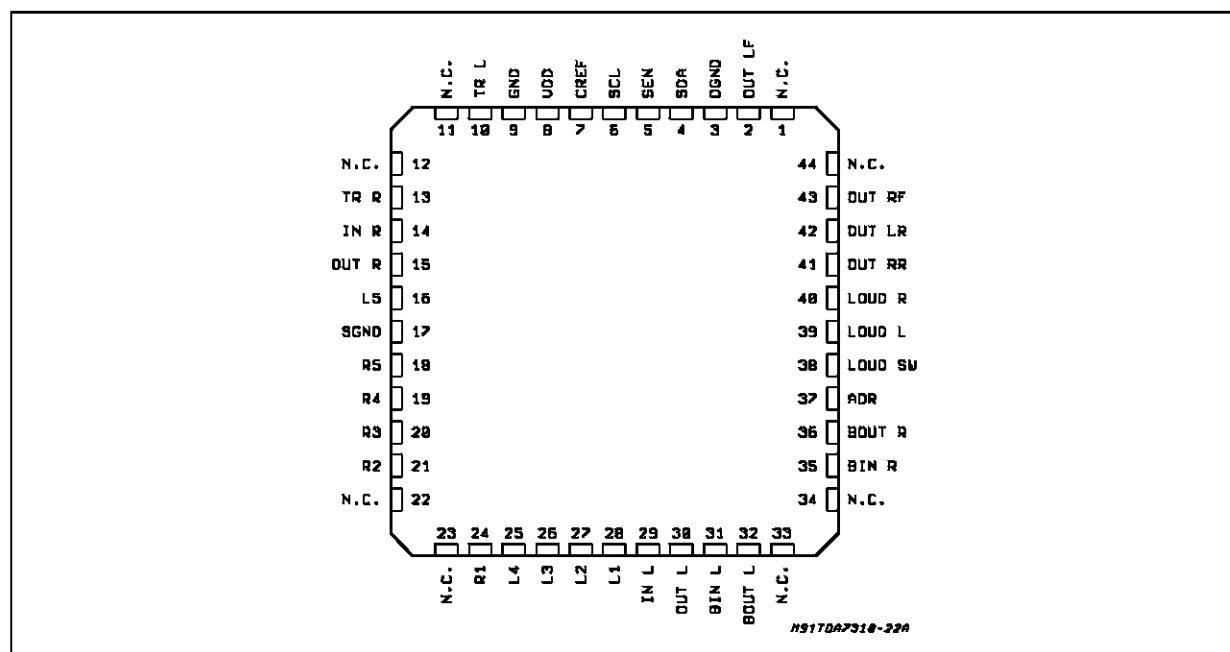 N.C. TR L GND VDD CREF SCL SEN SDA DGND OUT LF N.C.
11 10 9 8 7 6 5 4 3 2 1
N.C. 12 44 N.C.
TR R 13 43 OUT RF
IN R 14 42 OUT LR
OUT R 15 41 OUT RR
L5 16 40 LOUD R
SGND 17 39 LOUD L
R5 18 38 LOUD SW
R4 19 37 ADR
R3 20 36 BOUT R
R2 21 35 BIN R
N.C. 22 34 N.C.
23 24 25 26 27 28 29 30 31 32 33
N.C. R1 L4 L3 L2 L1 IN L OUT L BIN L BOUT L N.C.